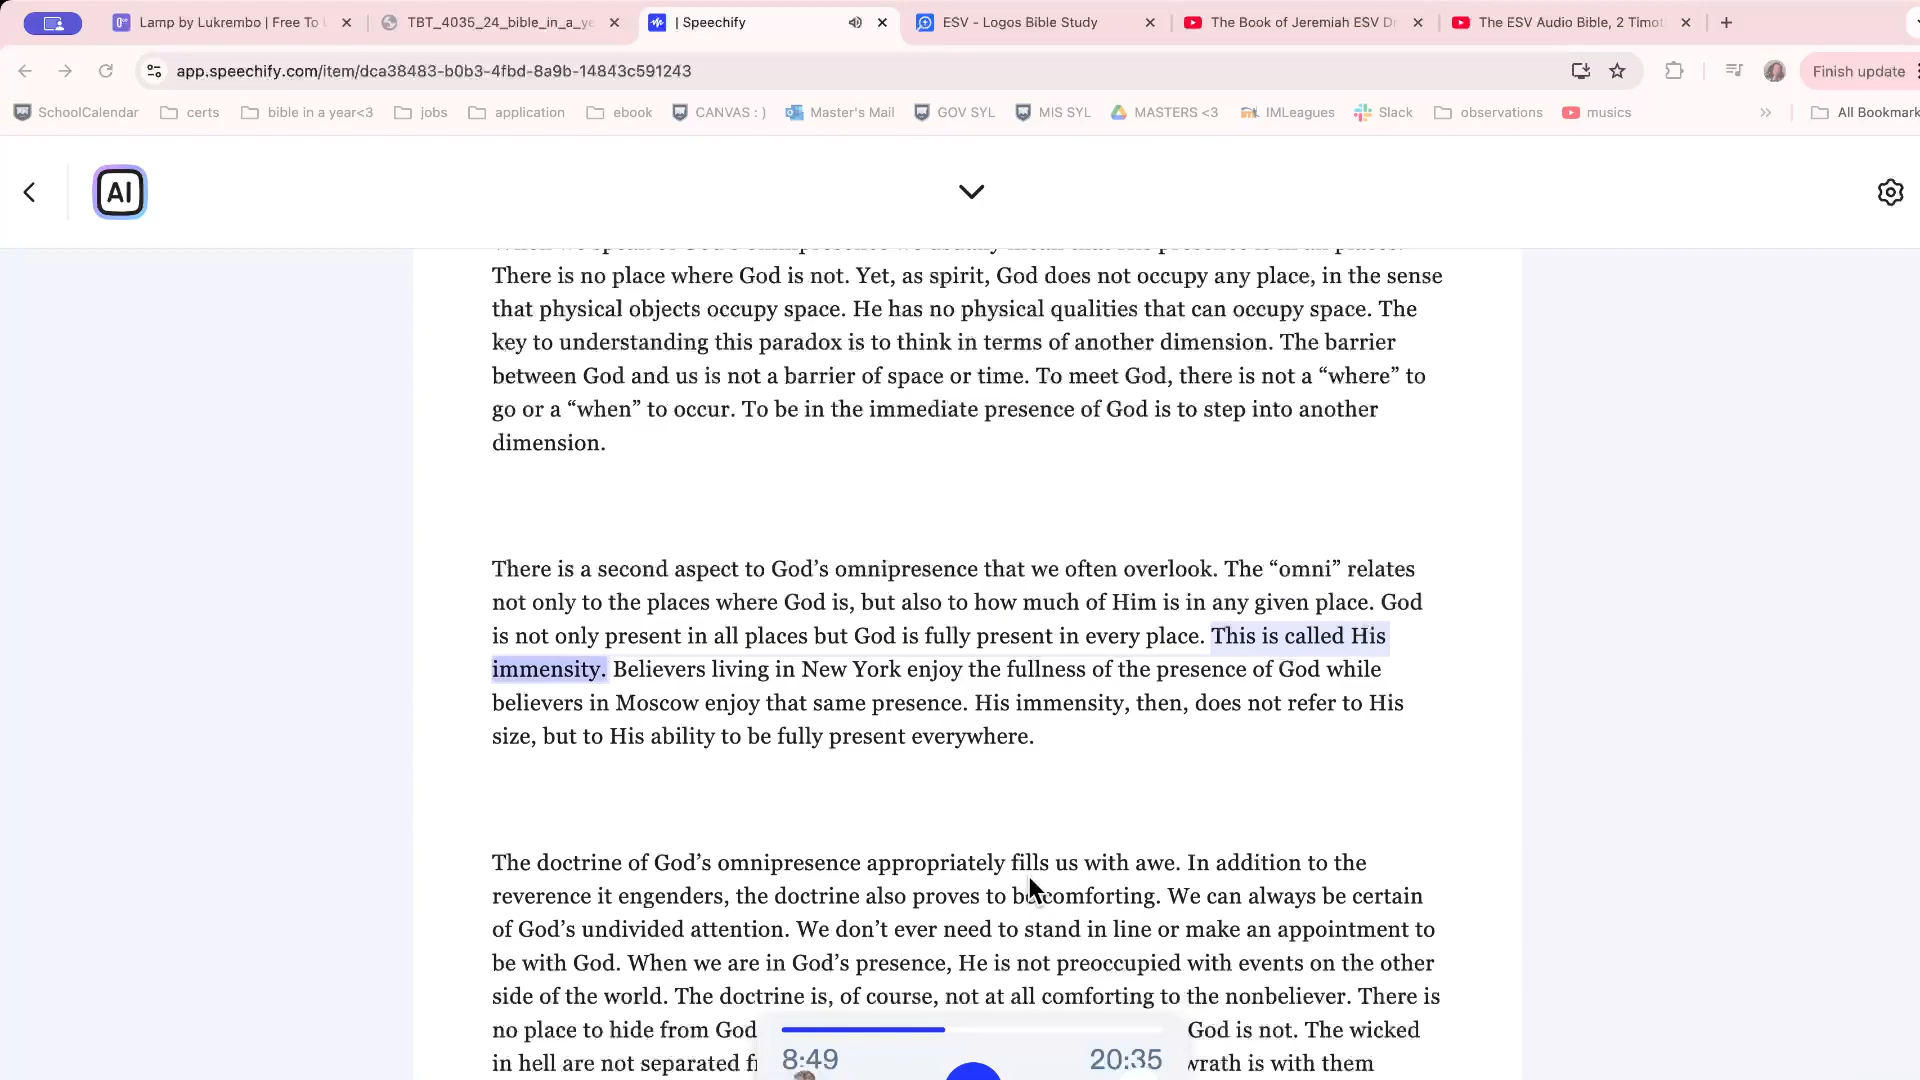 Lamp by Lukrembo | Free To U
TBT_4035_24_bible_in_a_ye
| Speechify
ESV - Logos Bible Study
The Book of Jeremiah ESV Dr
The ESV Audio Bible, 2 Timot
app.speechify.com/item/dca38483-b0b3-4fbd-8a9b-14843c591243
Finish update
SchoolCalendar
certs
bible in a year<3
jobs
application
ebook
CANVAS : )
Master's Mail
GOV SYL
MIS SYL
MASTERS <3
IMLeagues
Slack
observations
musics
All Bookmark
AI
When we speak of God's omnipresence we usually mean that His presence is in all places.
There is no place where God is not. Yet, as spirit, God does not occupy any place, in the sense
that physical objects occupy space. He has no physical qualities that can occupy space. The
key to understanding this paradox is to think in terms of another dimension. The barrier
between God and us is not a barrier of space or time. To meet God, there is not a “where” to
go or a “when” to occur. To be in the immediate presence of God is to step into another
dimension.
There is a second aspect to God’s omnipresence that we often overlook. The “omni” relates
not only to the places where God is, but also to how much of Him is in any given place. God
is not only present in all places but God is fully present in every place. This is called His
immensity. Believers living in New York enjoy the fullness of the presence of God while
believers in Moscow enjoy that same presence. His immensity, then, does not refer to His
size, but to His ability to be fully present everywhere.
The doctrine of God’s omnipresence appropriately fills us with awe. In addition to the
reverence it engenders, the doctrine also proves to be comforting. We can always be certain
of God’s undivided attention. We don’t ever need to stand in line or make an appointment to
be with God. When we are in God’s presence, He is not preoccupied with events on the other
side of the world. The doctrine is, of course, not at all comforting to the nonbeliever. There is
no place to hide from God God is not. The wicked
in hell are not separated wrath is with them
8:49
20:35